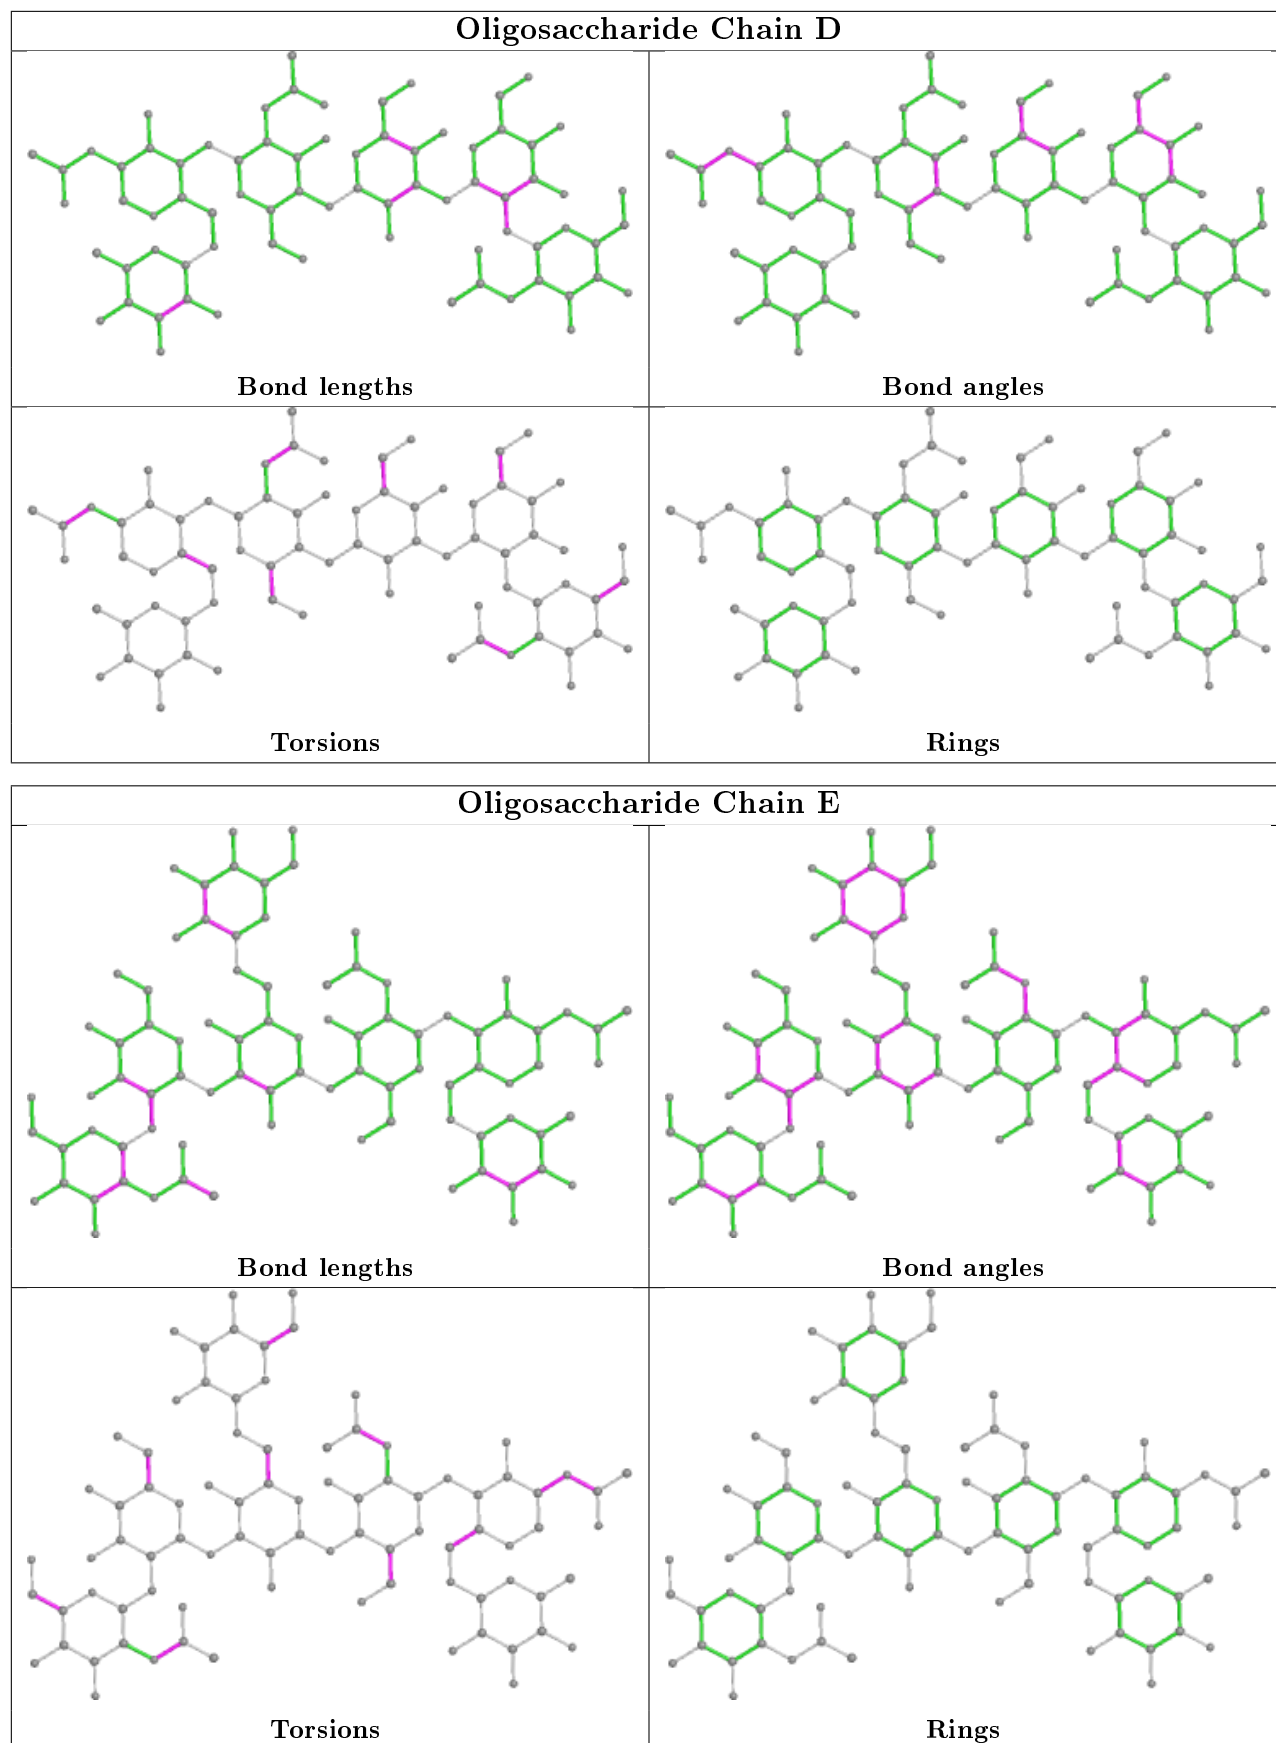 Oligosaccharide Chain D
Bond lengths
Bond angles
Torsions
Rings
Oligosaccharide Chain E
Bond lengths
Bond angles
Torsions
Rings